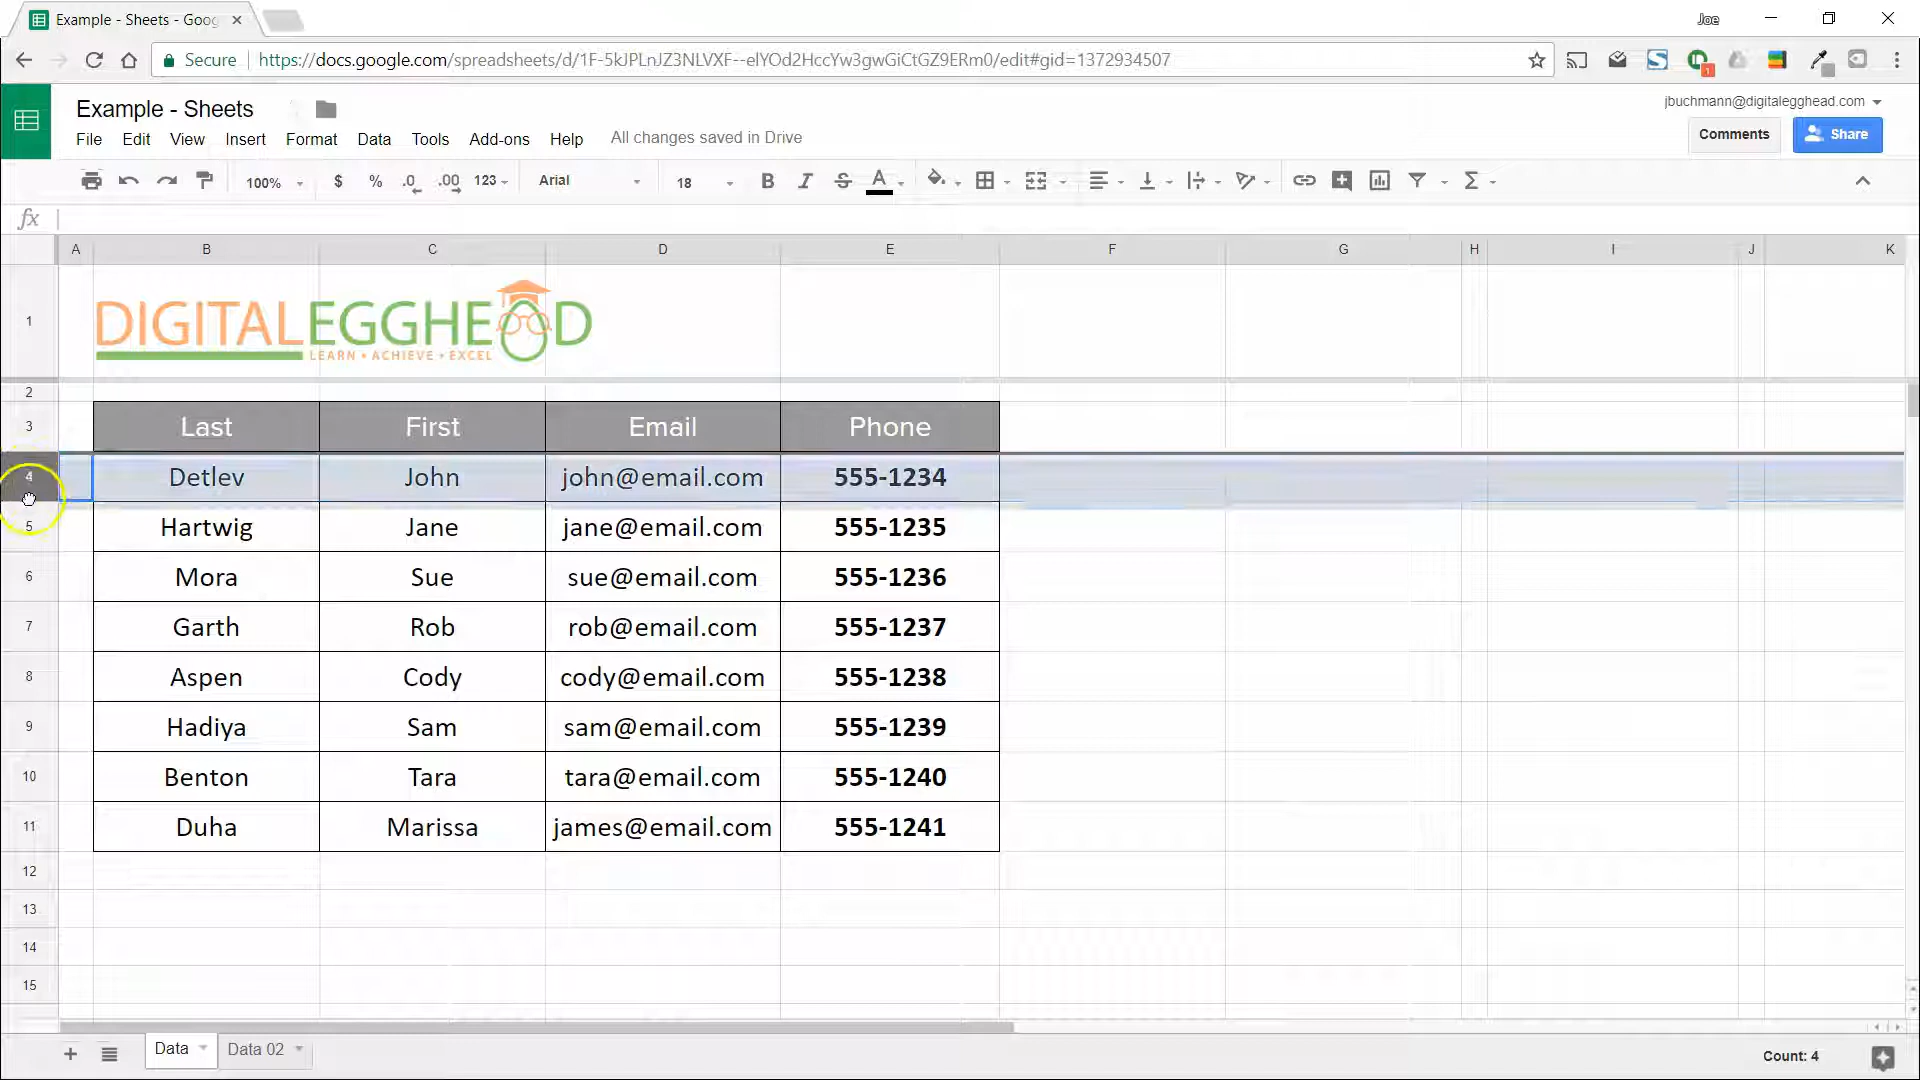 Example - Sheets - Goog
Joe
Secure https://docs.google.com/spreadsheets/d/1F-5kJPLnJZ3NLVXF--elYOd2HccYw3gwGiCtGZ9ERm0/edit#gid=1372934507
1
Example - Sheets
jbuchmann@digitalegghead.com
File Edit View Insert Format Data Tools Add-ons Help All changes saved in Drive
Comments Share
100% $ % .0 .00 123 Arial 18 B I S A Σ
fx
A B C D E F G H I J K
1 DIGITALEGGHEAD
LEARN • ACHIEVE • EXCEL
2
3 Last First Email Phone
4 Detlev John john@email.com 555-1234
5 Hartwig Jane jane@email.com 555-1235
6 Mora Sue sue@email.com 555-1236
7 Garth Rob rob@email.com 555-1237
8 Aspen Cody cody@email.com 555-1238
9 Hadiya Sam sam@email.com 555-1239
10 Benton Tara tara@email.com 555-1240
11 Duha Marissa james@email.com 555-1241
12
13
14
15
Data Data 02 Count: 4